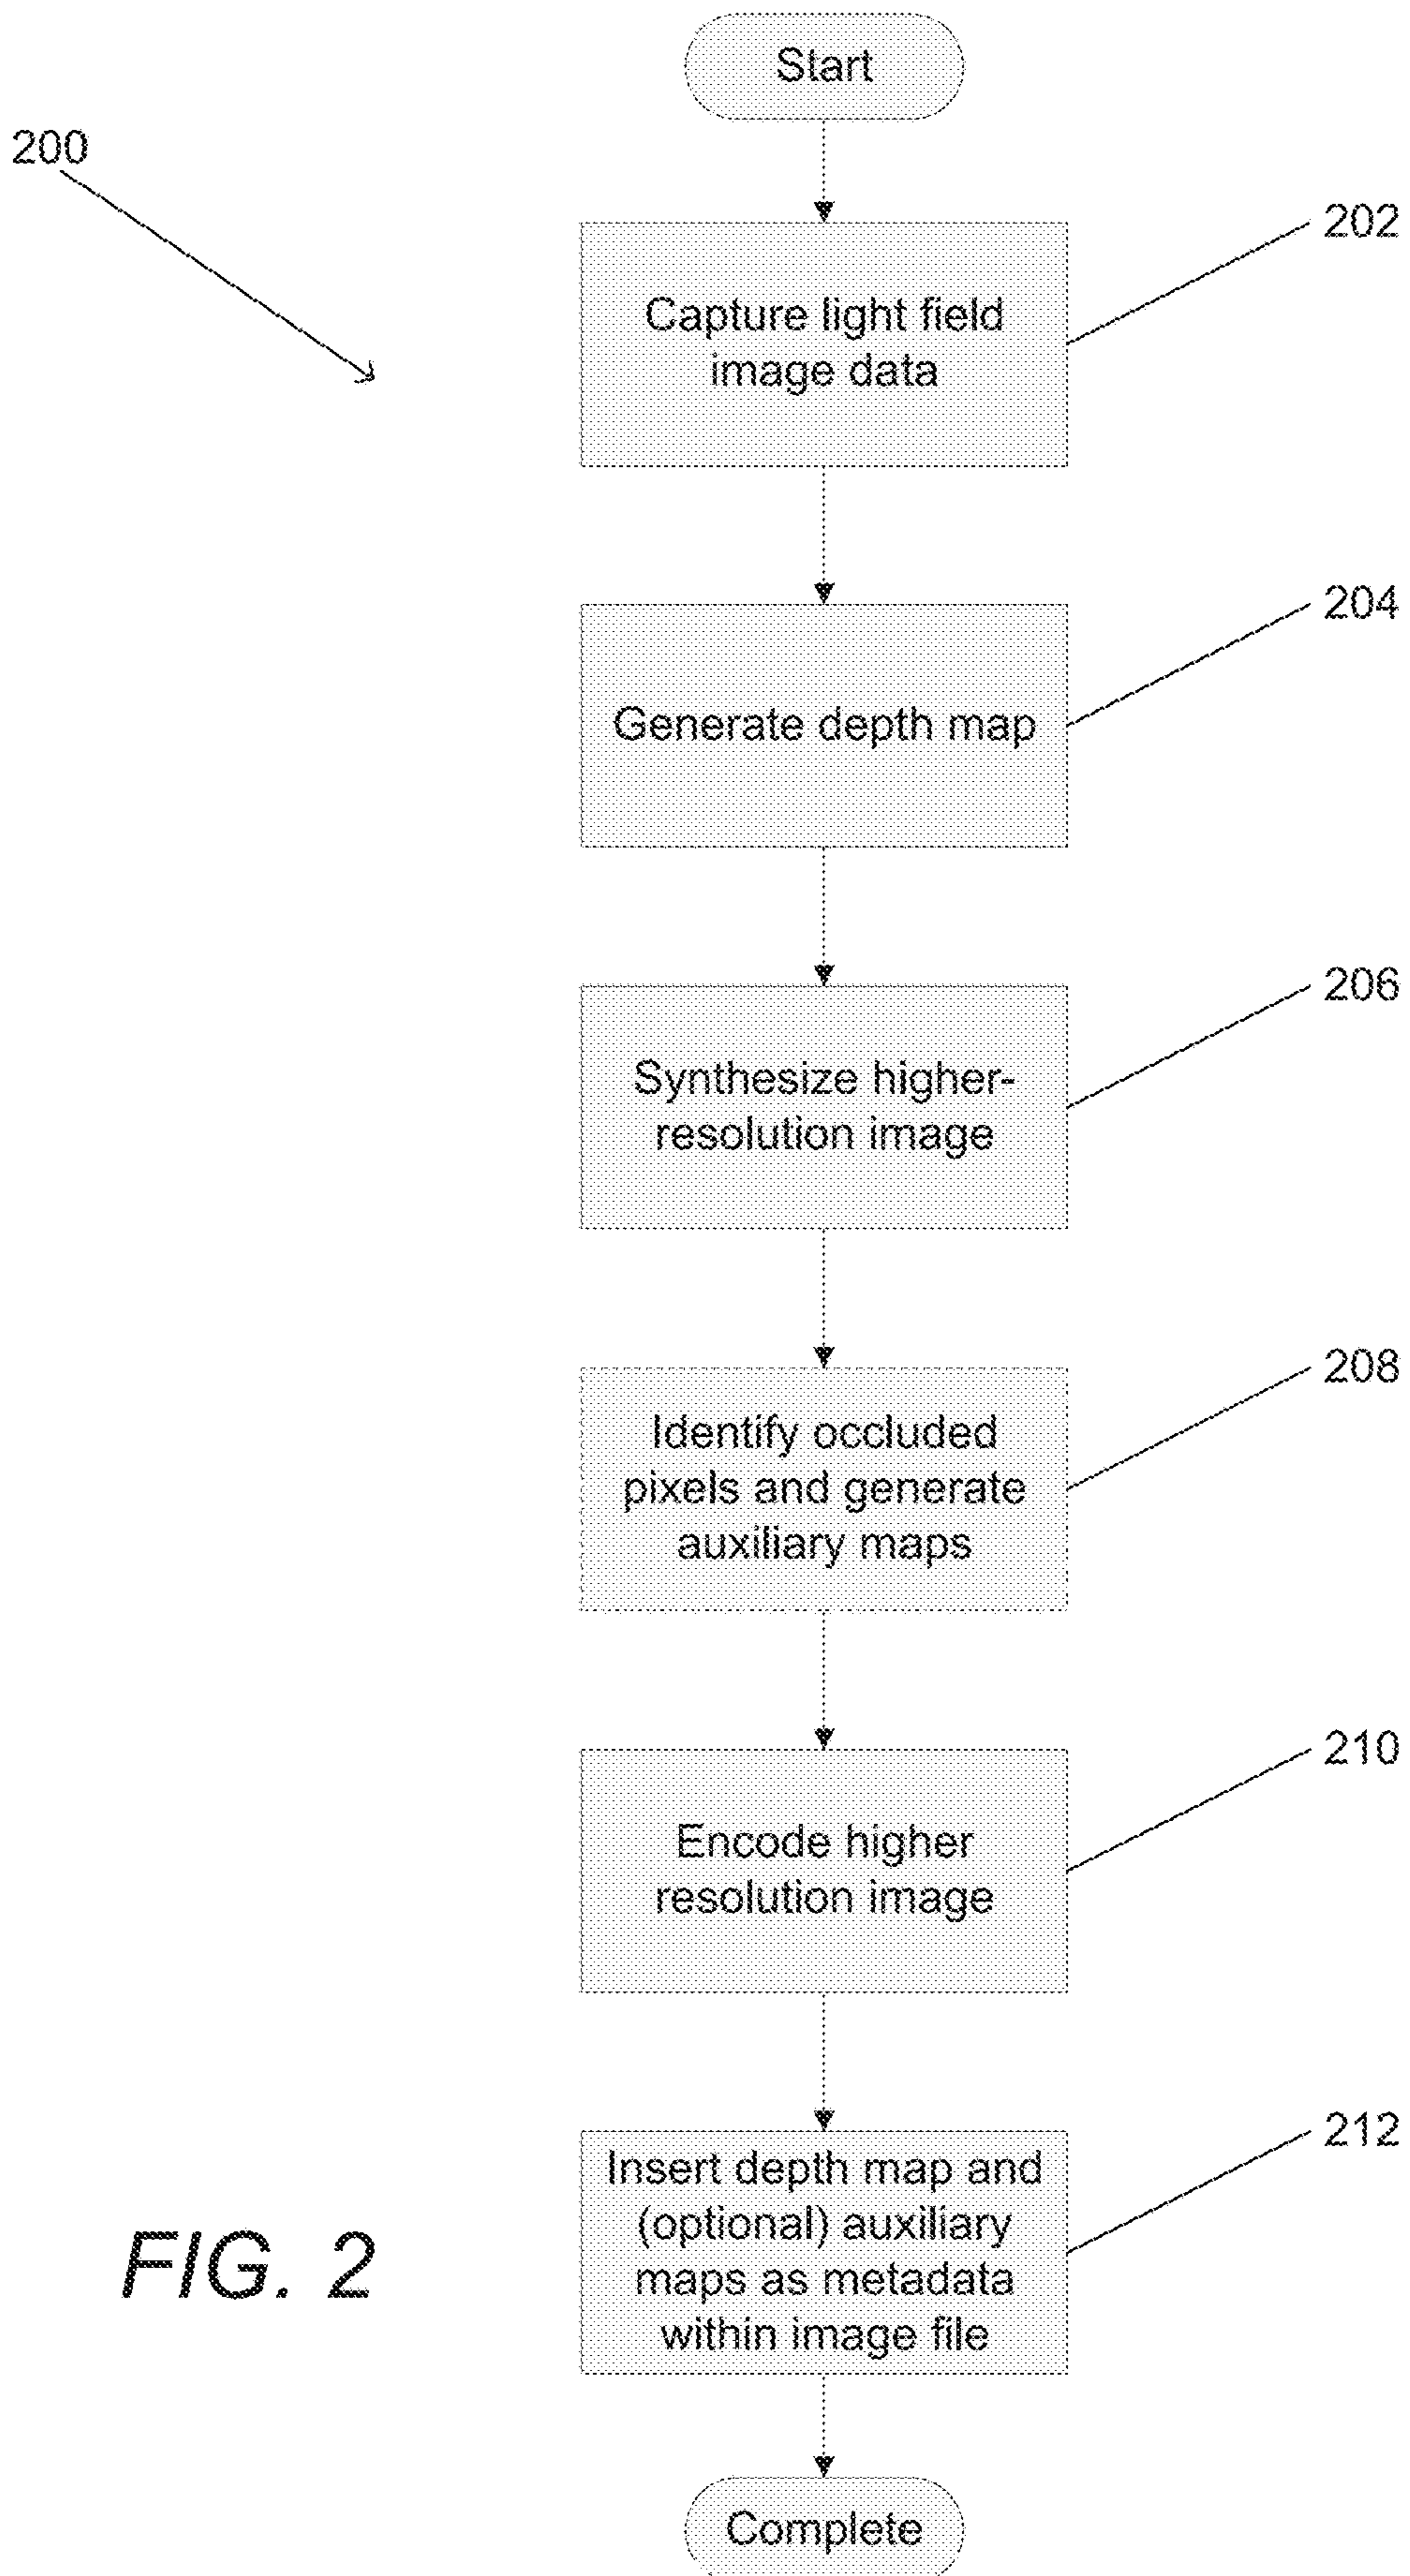 Start
200
202
Capture light field
image data
204
Generate depth map
206
Synthesize higher-
resolution image
208
Identify occluded
pixels and generate
auxiliary maps
210
Encode higher
resolution image
212
Insert depth map and
(optional) auxiliary
maps as metadata
within image file
FIG. 2
Complete